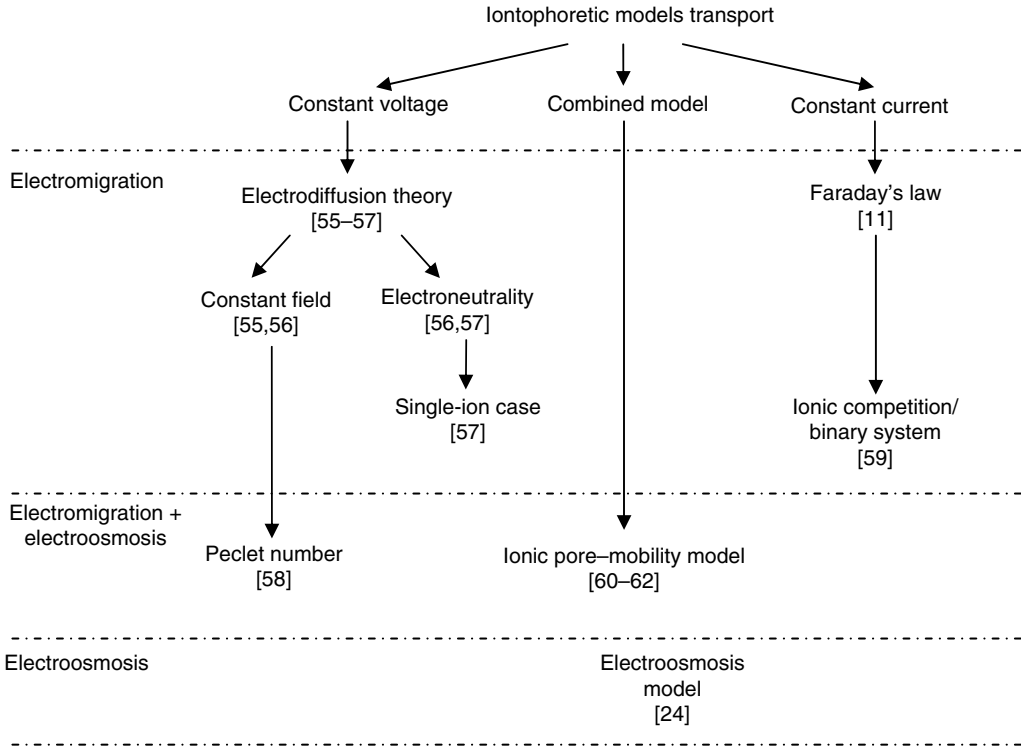 Iontophoretic models transport
Constant voltage
Combined model
Constant current
Electromigration
Electrodiffusion theory
[55–57]
Faraday's law
[11]
Constant field
[55,56]
Electroneutrality
[56,57]
Single-ion case
[57]
Ionic competition/
binary system
[59]
Electromigration +
electroosmosis
Peclet number
[58]
Ionic pore–mobility model
[60–62]
Electroosmosis
Electroosmosis
model
[24]